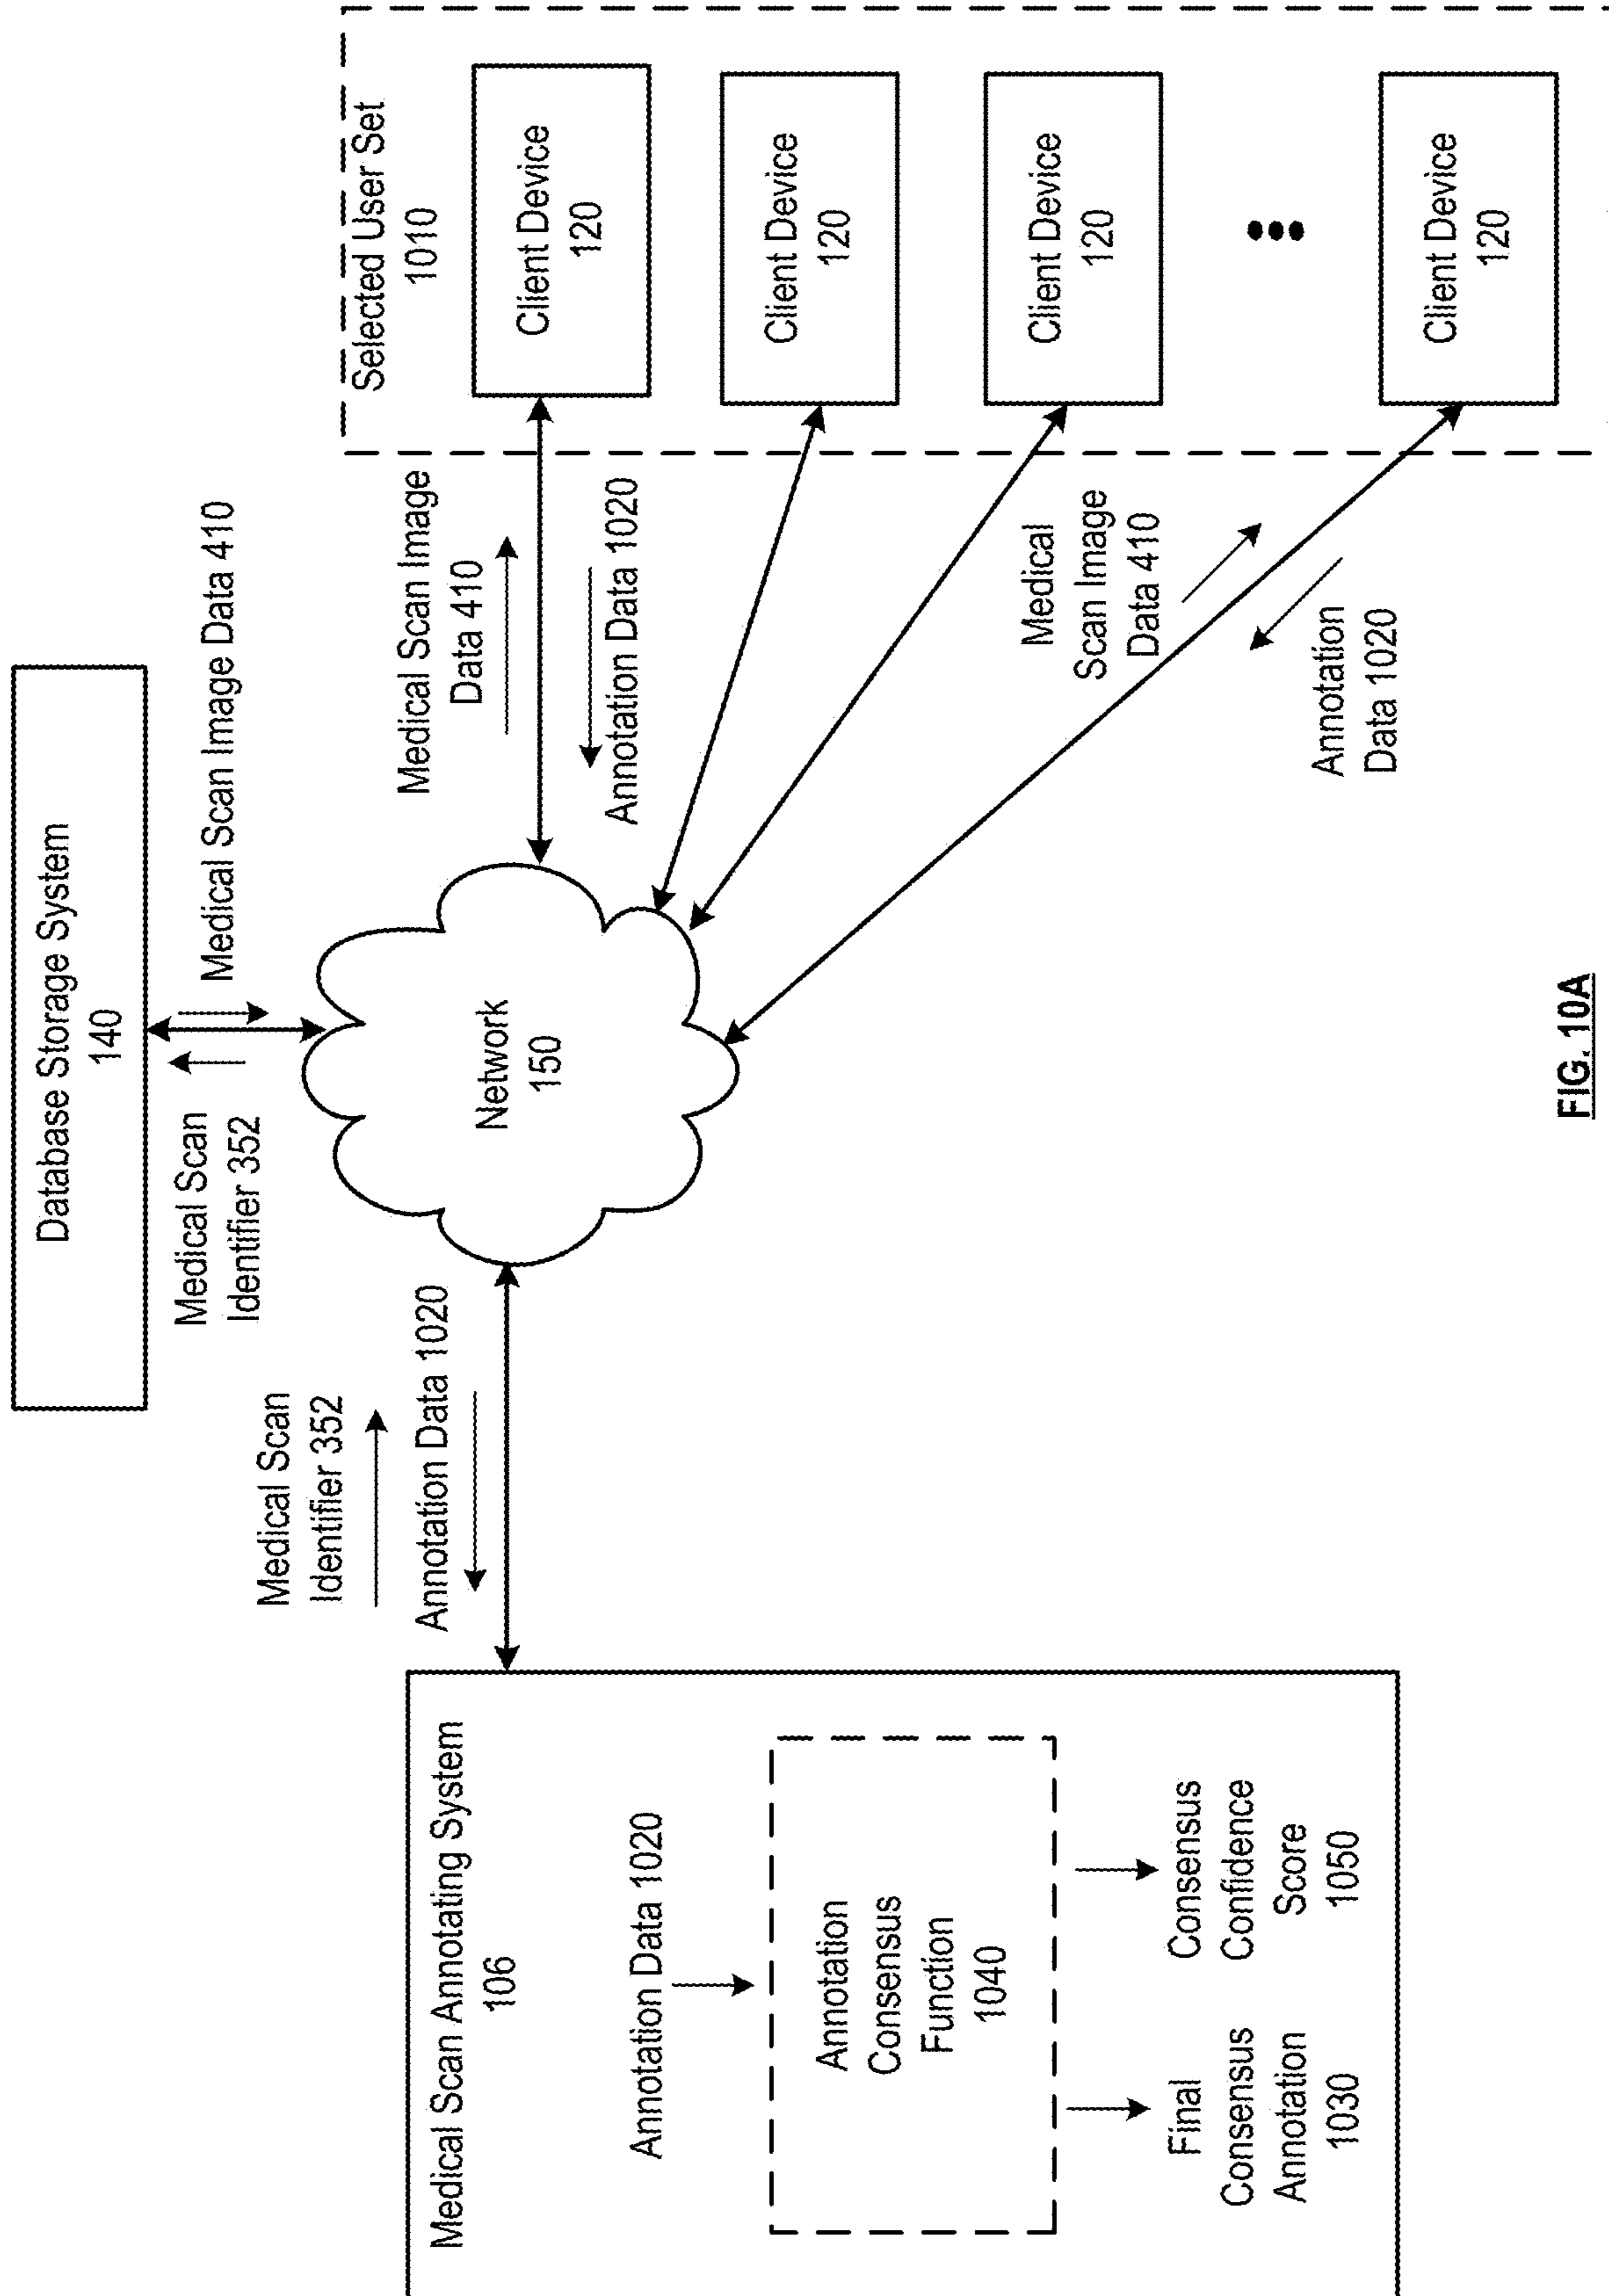 Database Storage System
140
Medical Scan
Identifier 352
Medical Scan Image Data 410
Medical Scan
Identifier 352
Annotation Data 1020
Network
150
Medical Scan Image
Data 410
Annotation Data 1020
Medical
Scan Image
Data 410
Annotation
Data 1020
Selected User Set
1010
Client Device
120
Client Device
120
Client Device
120
Client Device
120
Medical Scan Annotating System
106
Annotation Data 1020
Annotation
Consensus
Function
1040
Final
Consensus
Annotation
1030
Consensus
Confidence
Score
1050
FIG. 10A